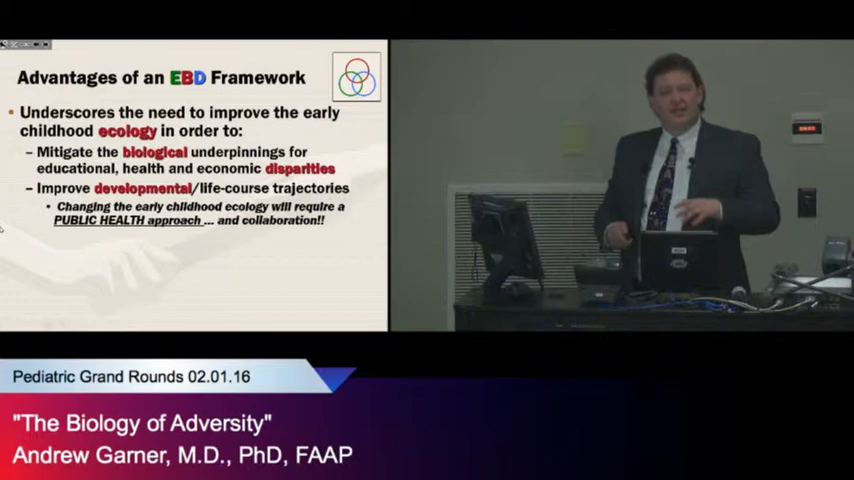 Advantages of an EBD Framework
• Underscores the need to improve the early
childhood ecology in order to:
– Mitigate the biological underpinnings for
educational, health and economic disparities
– Improve developmental/life-course trajectories
• Changing the early childhood ecology will require a
PUBLIC HEALTH approach ... and collaboration!!
Pediatric Grand Rounds 02.01.16
"The Biology of Adversity"
Andrew Garner, M.D., PhD, FAAP